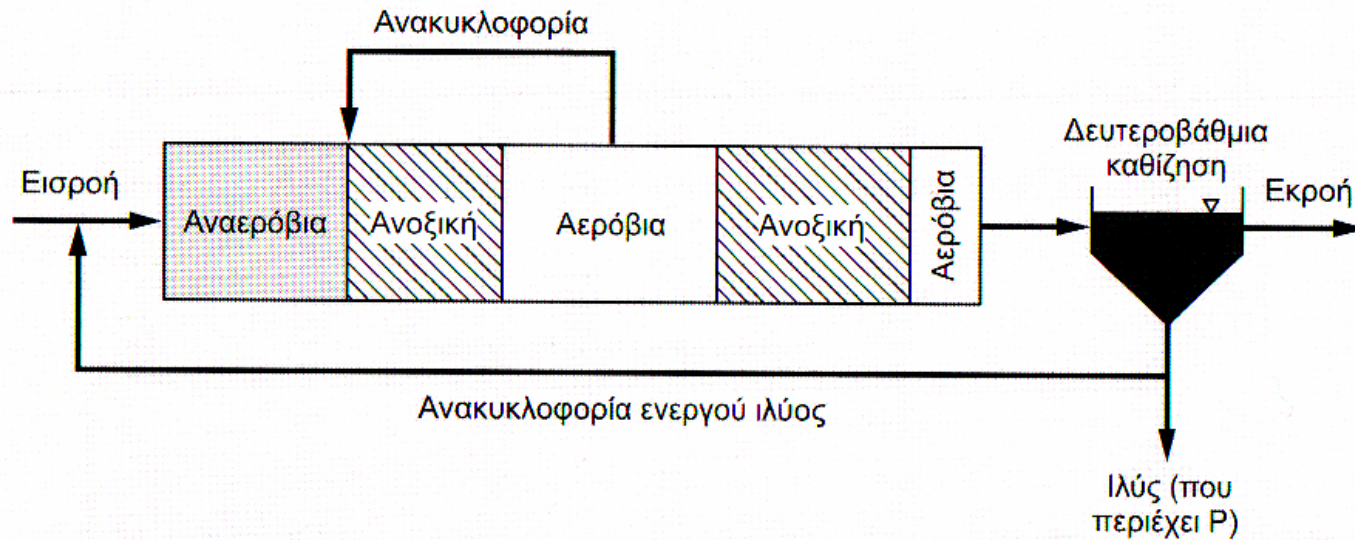 Ανακυκλοφορία
Δευτεροβάθμια
καθίζηση
Εισροή
Εκροή
Αναερόβια
Ανοξική
Αερόβια
Ανοξική
Αερόβια
Ανακυκλοφορία ενεργού ιλύος
Ιλύς (που
περιέχει P)